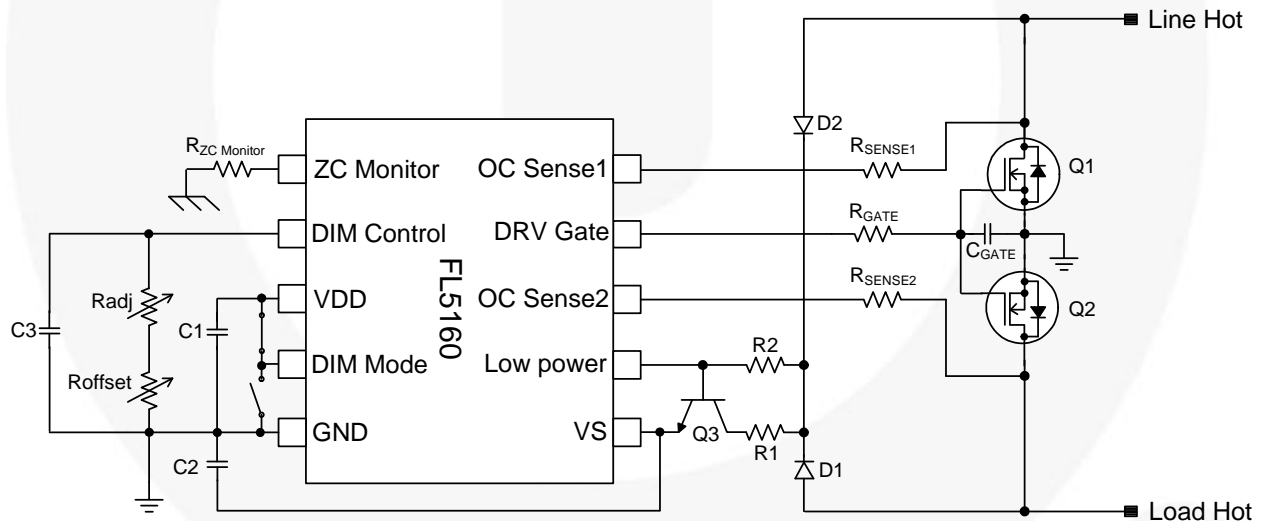 Line Hot
D2
R_ZC Monitor
ZC Monitor
OC Sense1
R_SENSE1
Q1
DIM Control
DRV Gate
R_GATE
C_GATE
FL5160
Radj
C3
C1
VDD
OC Sense2
R_SENSE2
Q2
Roffset
DIM Mode
Low power
R2
GND
VS
Q3
R1
C2
D1
Load Hot